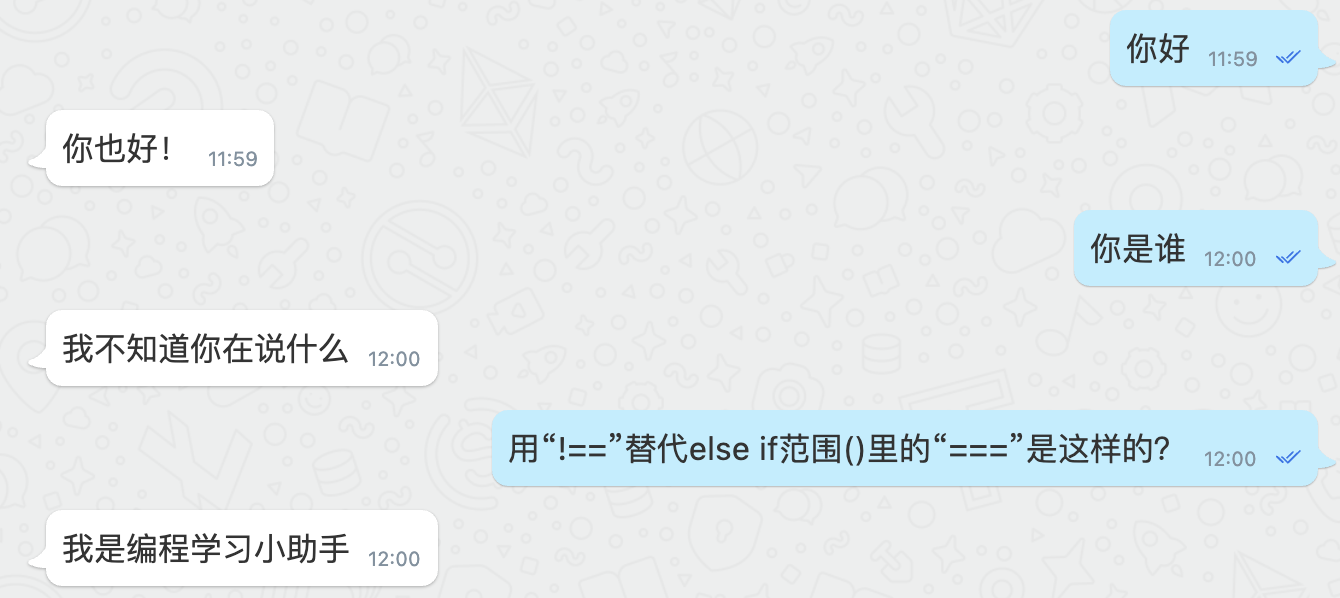 你好 11:59
你也好！ 11:59
你是谁 12:00
我不知道你在说什么 12:00
用“!==”替代else if范围()里的“===”是这样的? 12:00
我是编程学习小助手 12:00